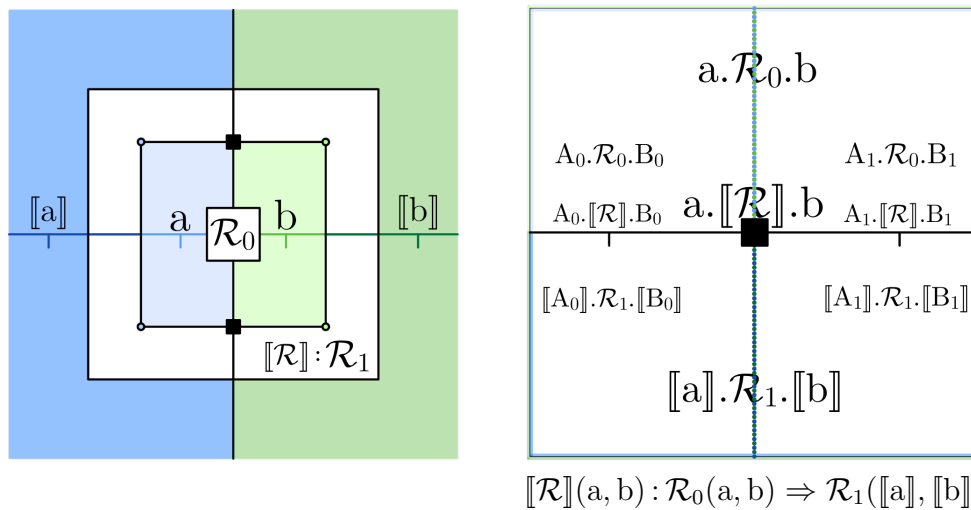 a.ℛ₀.b
A₀.ℛ₀.B₀ A₁.ℛ₀.B₁
⟦a⟧ a ℛ₀ b ⟦b⟧
a.⟦ℛ⟧.b
A₀.⟦ℛ⟧.B₀ A₁.⟦ℛ⟧.B₁
⟦A₀⟧.ℛ₁.⟦B₀⟧ ⟦A₁⟧.ℛ₁.⟦B₁⟧
⟦ℛ⟧:ℛ₁
⟦a⟧.ℛ₁.⟦b⟧
⟦ℛ⟧(a, b) : ℛ₀(a, b) ⇒ ℛ₁(⟦a⟧, ⟦b⟧